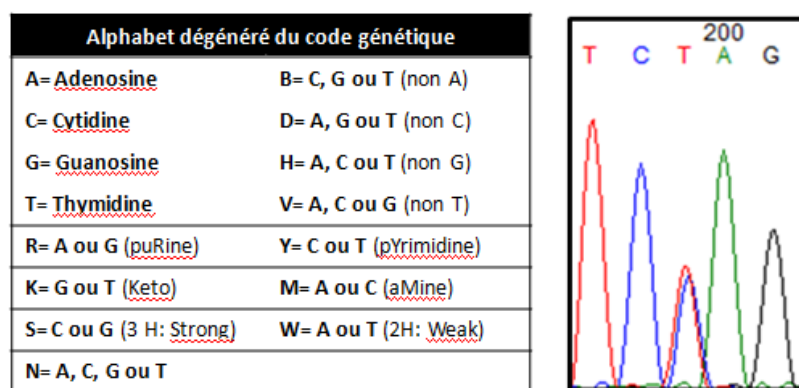 Alphabet dégénéré du code génétique
A= Adenosine B= C, G ou T (non A)
C= Cytidine D= A, G ou T (non C)
G= Guanosine H= A, C ou T (non G)
T= Thymidine V= A, C ou G (non T)
R= A ou G (puRine) Y= C ou T (pYrimidine)
K= G ou T (Keto) M= A ou C (aMine)
S= C ou G (3 H: Strong) W= A ou T (2H: Weak)
N= A, C, G ou T
200
T C T A G